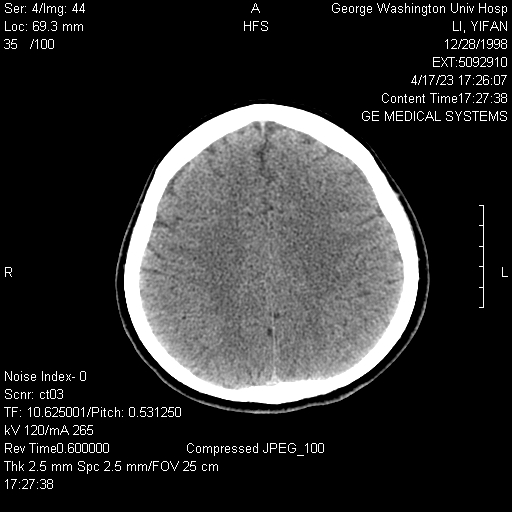 Ser: 4/Img: 44
Loc: 69.3 mm
35 /100
A
HFS
George Washington Univ Hosp
LI, YIFAN
12/28/1998
EXT:5092910
4/17/23 17:26:07
Content Time17:27:38
GE MEDICAL SYSTEMS
R
L
Noise Index- 0
Scnr: ct03
TF: 10.625001/Pitch: 0.531250
kV 120/mA 265
Rev Time0.600000
Compressed JPEG_100
Thk 2.5 mm Spc 2.5 mm/FOV 25 cm
17:27:38